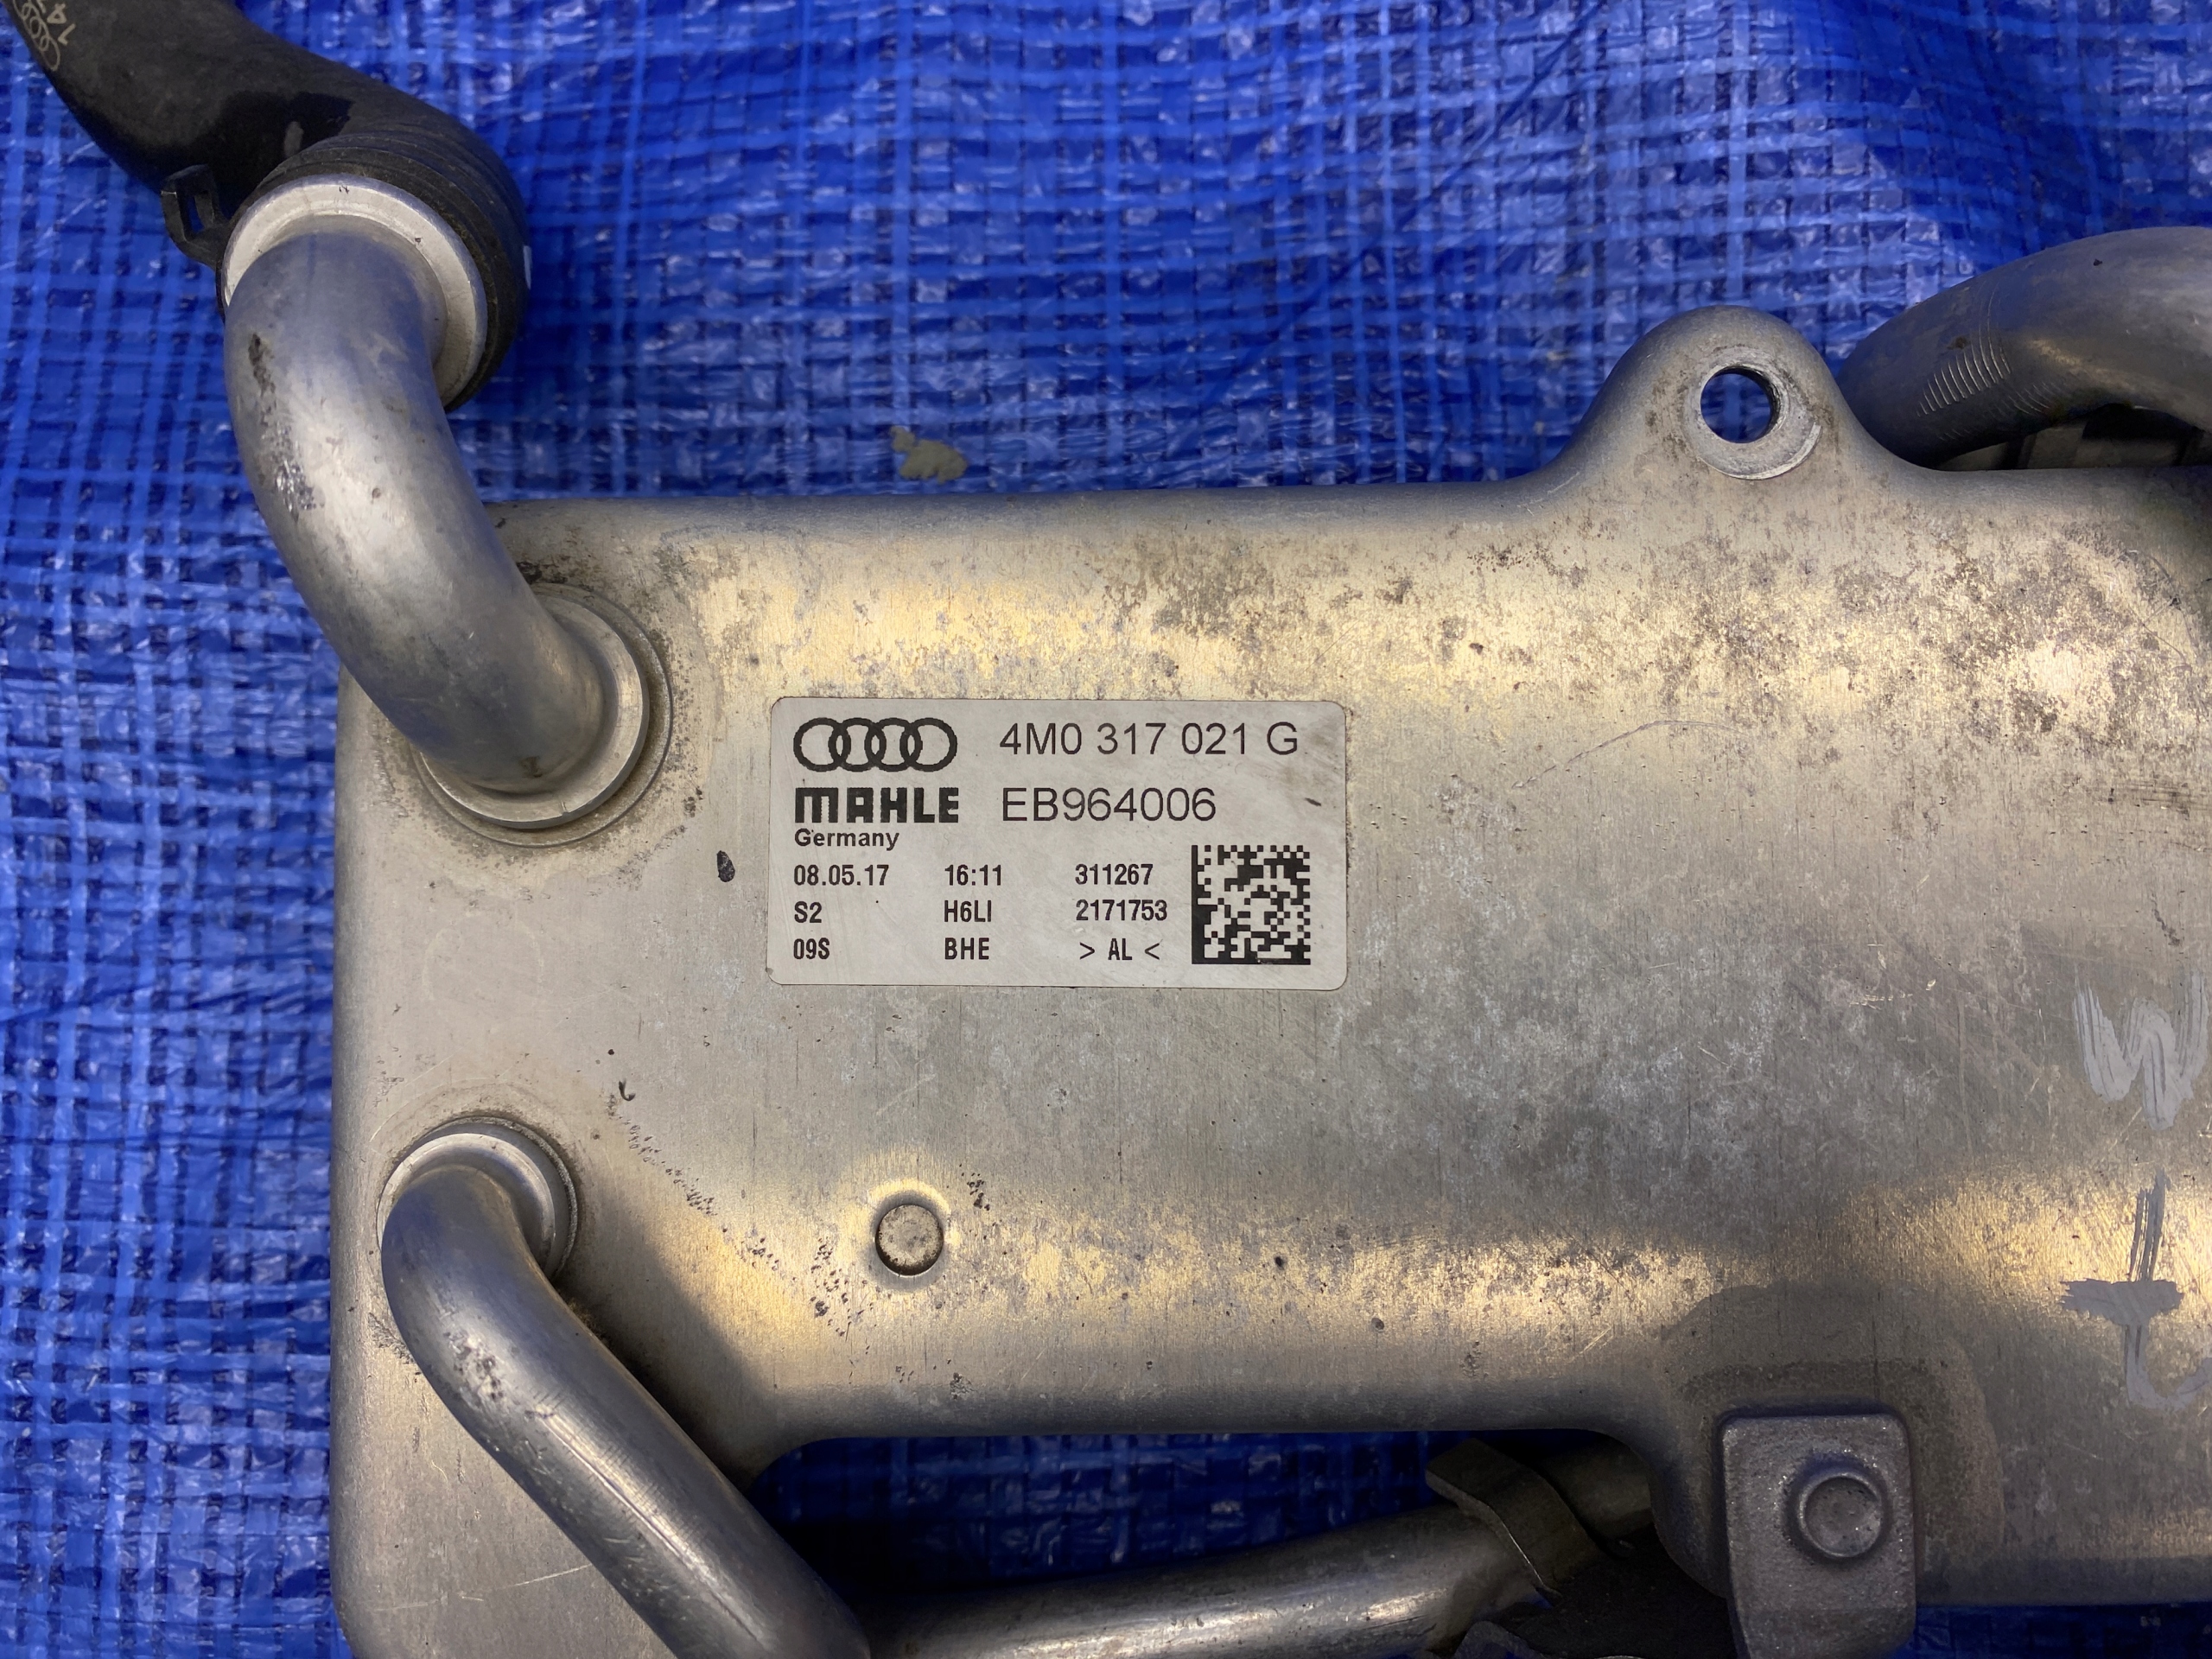 4M0 317 021 G
MAHLE EB964006
Germany
08.05.17 16:11 311267
S2 H6LI 2171753
09S BHE > AL <
W